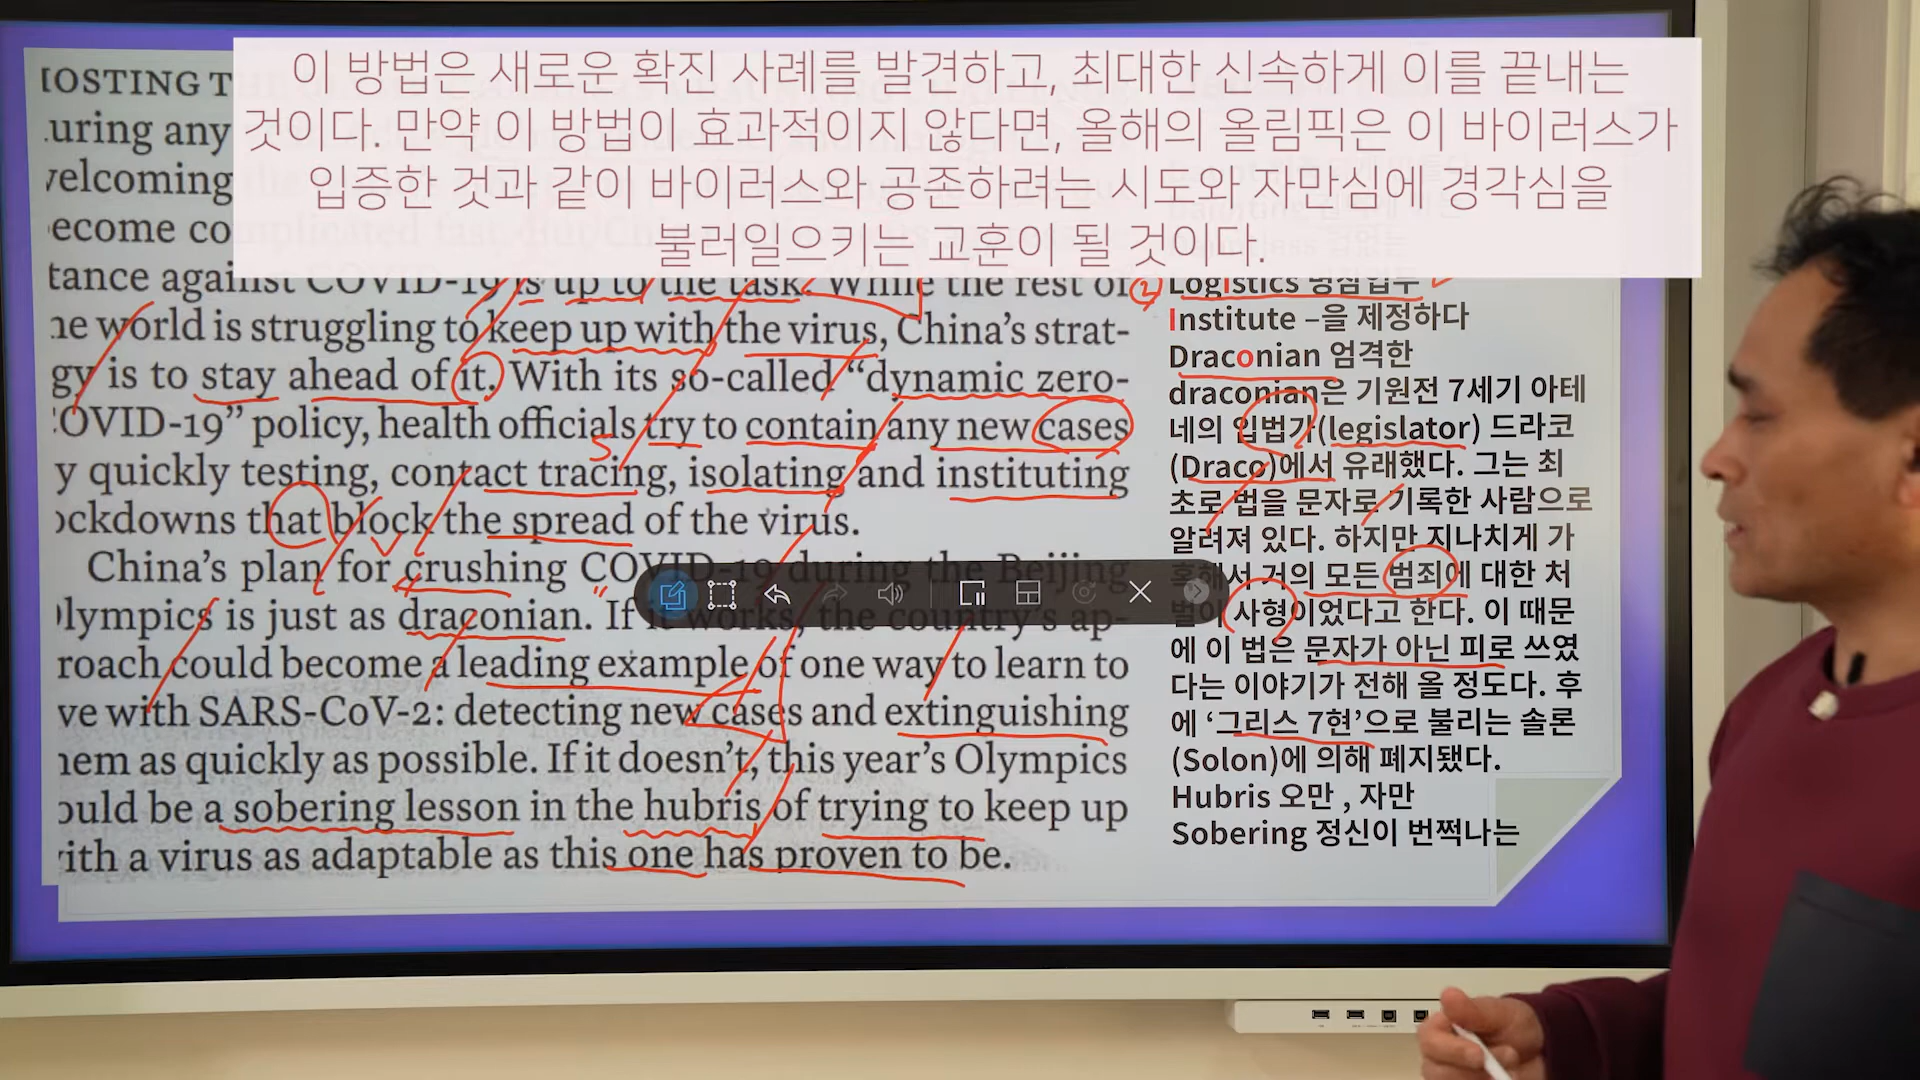 이 방법은 새로운 확진 사례를 발견하고, 최대한 신속하게 이를 끝내는
것이다. 만약 이 방법이 효과적이지 않다면, 올해의 올림픽은 이 바이러스가
입증한 것과 같이 바이러스와 공존하려는 시도와 자만심에 경각심을
불러일으키는 교훈이 될 것이다.
OSTING T
uring any
elcoming
ecome co
tance against COVID-19 is up to the task. While the rest of
he world is struggling to keep up with the virus, China’s strat-
gy is to stay ahead of it. With its so-called “dynamic zero-
OVID-19” policy, health officials try to contain any new cases
y quickly testing, contact tracing, isolating and instituting
ockdowns that block the spread of the virus.
China’s plan for crushing COVID-19 during the Beijing
lympics is just as draconian. If it works, the country’s ap-
roach could become a leading example of one way to learn to
ve with SARS-CoV-2: detecting new cases and extinguishing
hem as quickly as possible. If it doesn’t, this year’s Olympics
ould be a sobering lesson in the hubris of trying to keep up
ith a virus as adaptable as this one has proven to be.
Logistics 병참업무
Institute –을 제정하다
Draconian 엄격한
draconian은 기원전 7세기 아테
네의 입법가(legislator) 드라코
(Draco)에서 유래했다. 그는 최
초로 법을 문자로 기록한 사람으로
알려져 있다. 하지만 지나치게 가
혹해서 거의 모든 범죄에 대한 처
벌이 사형이었다고 한다. 이 때문
에 이 법은 문자가 아닌 피로 쓰였
다는 이야기가 전해 올 정도다. 후
에 ‘그리스 7현’으로 불리는 솔론
(Solon)에 의해 폐지됐다.
Hubris 오만 , 자만
Sobering 정신이 번쩍나는